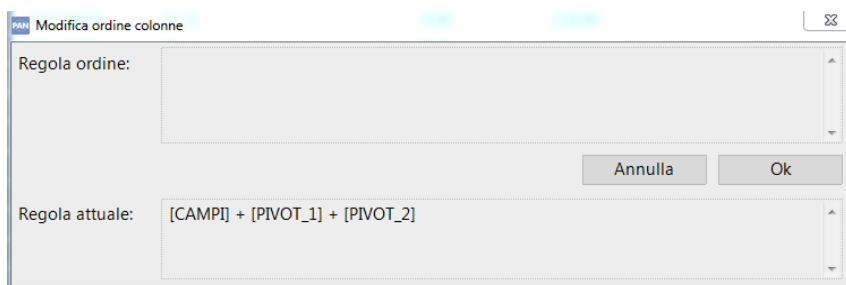 PAN Modifica ordine colonne
Regola ordine:
Annulla Ok
Regola attuale: [CAMPI] + [PIVOT_1] + [PIVOT_2]